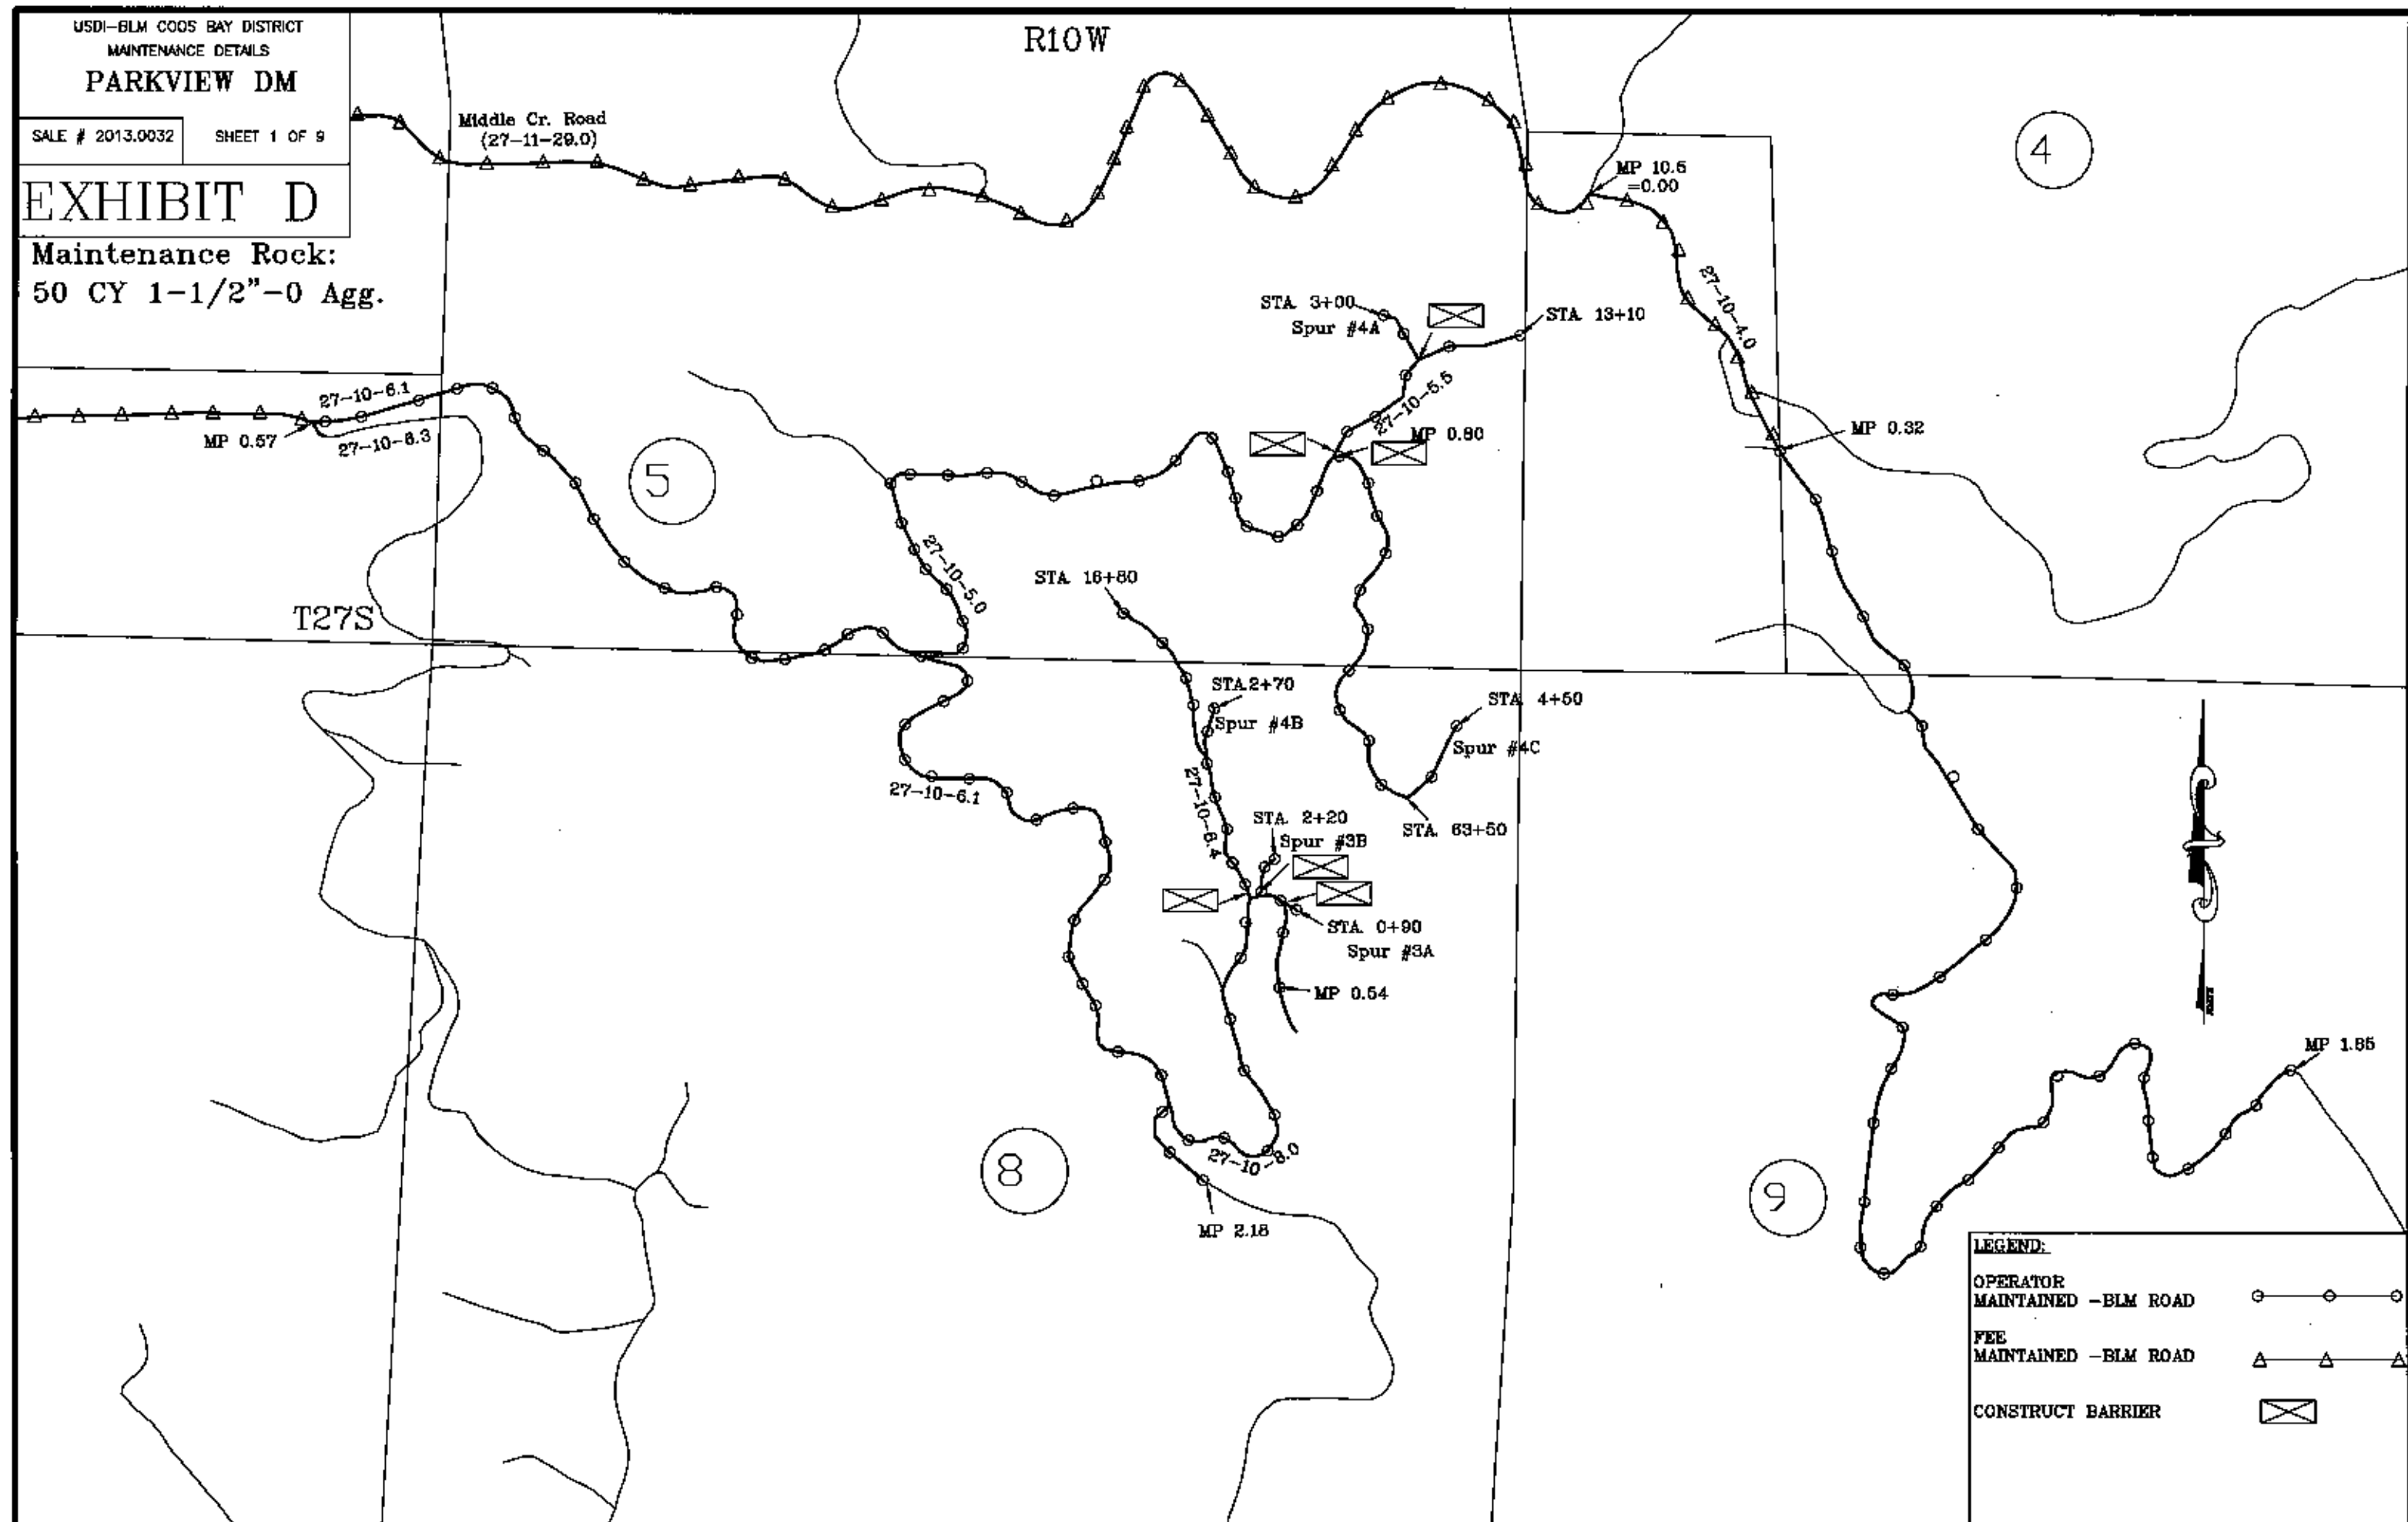 USDI-BLM COOS BAY DISTRICT
MAINTENANCE DETAILS
PARKVIEW DM
SALE # 2013.0032
SHEET 1 OF 9
EXHIBIT D
Maintenance Rock:
50 CY 1-1/2"-0 Agg.
R10W
Middle Cr. Road
(27-11-29.0)
4
MP 10.6
=0.00
27-10-4.0
STA. 3+00
Spur #4A
STA. 13+10
27-10-5.5
27-10-6.1
MP 0.57
27-10-6.3
5
MP 0.80
MP 0.32
27-10-5.0
STA. 16+80
T27S
STA. 2+70
Spur #4B
STA. 4+50
Spur #4C
27-10-6.1
27-10-8.4
STA. 2+20
Spur #3B
STA. 63+50
STA. 0+90
Spur #3A
MP 0.54
MP 1.85
27-10-8.0
8
9
MP 2.18
LEGEND:
OPERATOR
MAINTAINED -BLM ROAD
FEE
MAINTAINED -BLM ROAD
CONSTRUCT BARRIER